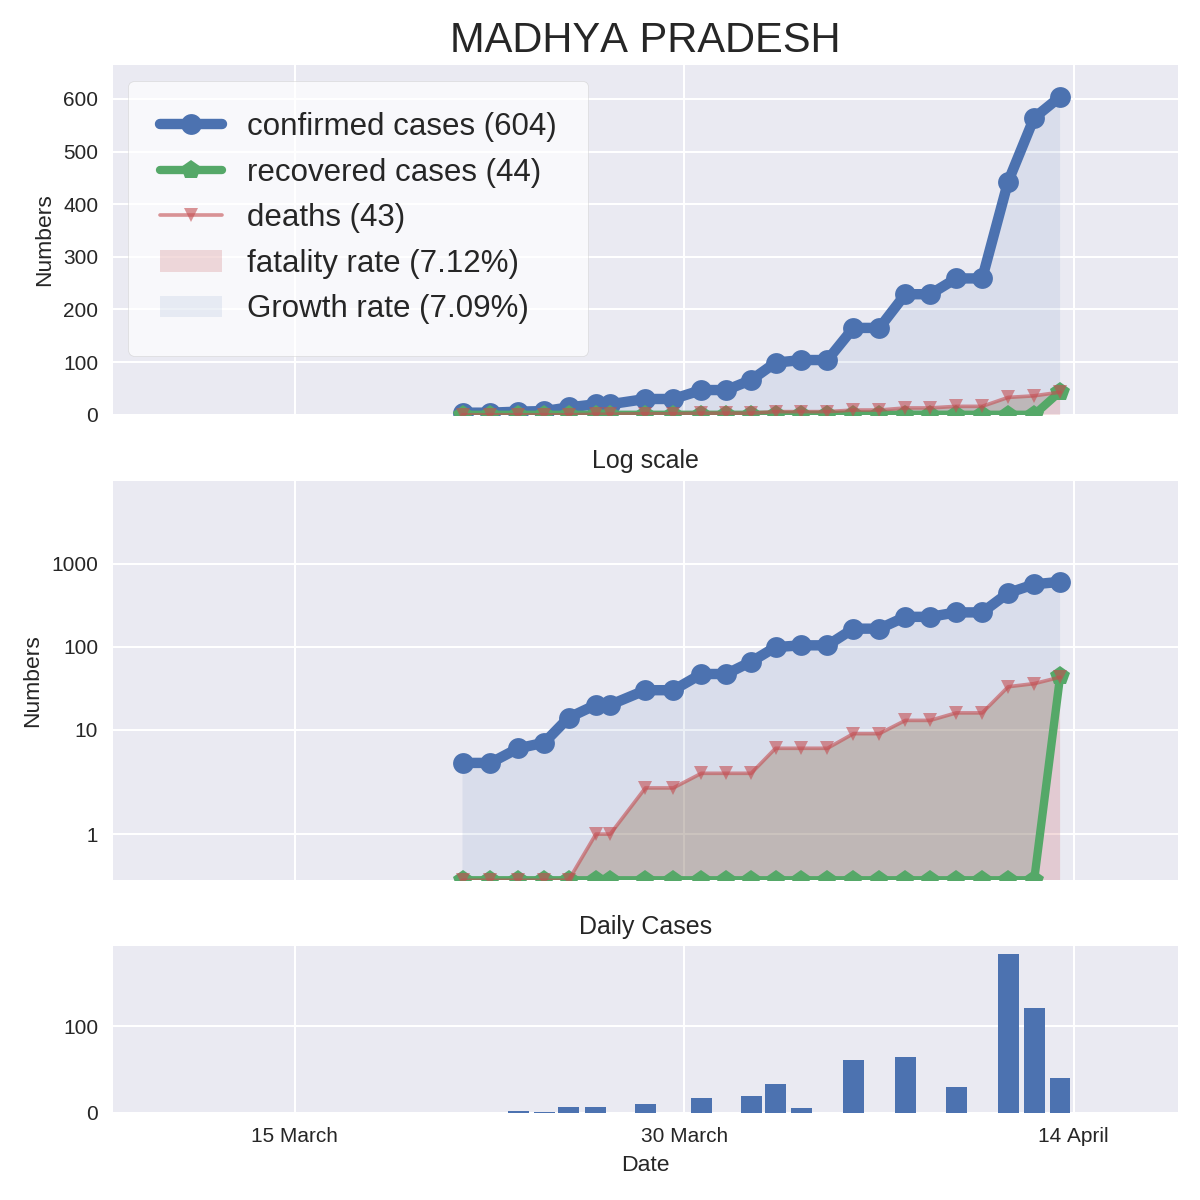 MADHYA PRADESH
confirmed cases (604)
recovered cases (44)
deaths (43)
fatality rate (7.12%)
Growth rate (7.09%)
Numbers
600
500
400
300
200
100
0
Log scale
Numbers
1000
100
10
1
Daily Cases
100
0
15 March
30 March
14 April
Date